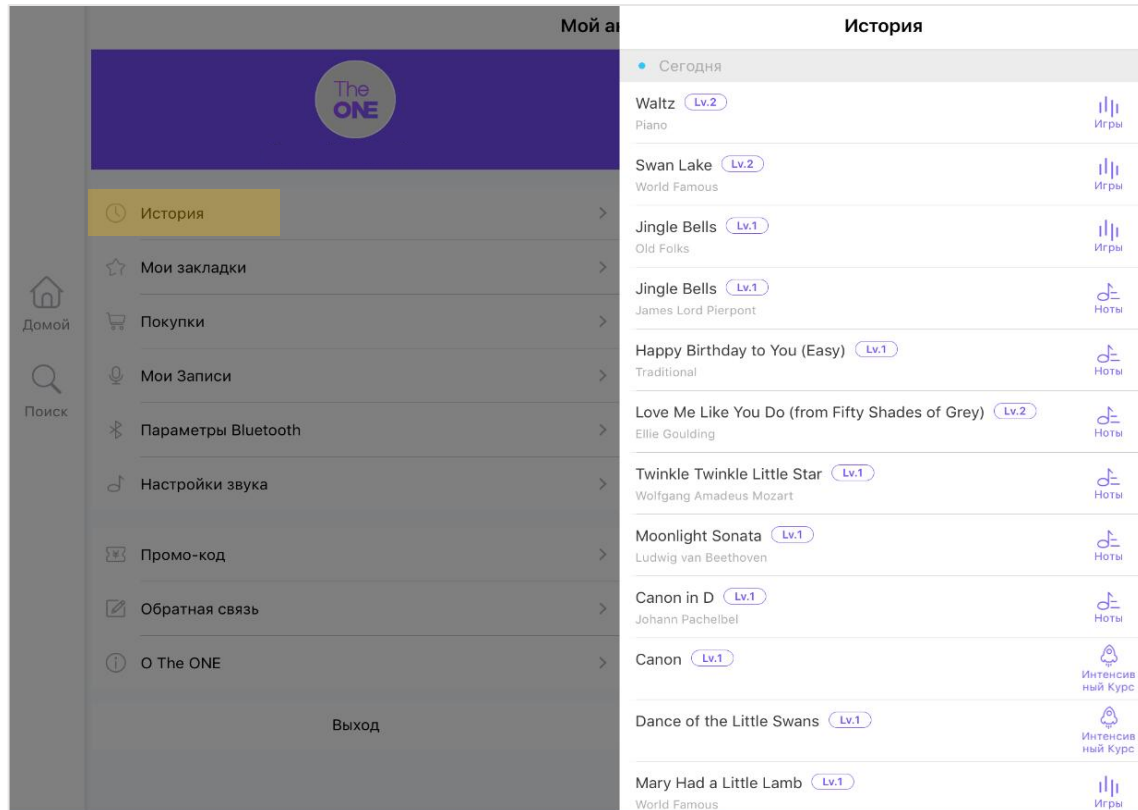 Мой а
The
ONE
История
Мои закладки
Покупки
Мои Записи
Параметры Bluetooth
Настройки звука
Промо-код
Обратная связь
О The ONE
Выход
Домой
Поиск
История
Сегодня
Waltz Lv.2
Piano
Игры
Swan Lake Lv.2
World Famous
Игры
Jingle Bells Lv.1
Old Folks
Игры
Jingle Bells Lv.1
James Lord Pierpont
Ноты
Happy Birthday to You (Easy) Lv.1
Traditional
Ноты
Love Me Like You Do (from Fifty Shades of Grey) Lv.2
Ellie Goulding
Ноты
Twinkle Twinkle Little Star Lv.1
Wolfgang Amadeus Mozart
Ноты
Moonlight Sonata Lv.1
Ludwig van Beethoven
Ноты
Canon in D Lv.1
Johann Pachelbel
Ноты
Canon Lv.1
Интенсив
ный Курс
Dance of the Little Swans Lv.1
Интенсив
ный Курс
Mary Had a Little Lamb Lv.1
World Famous
Игры